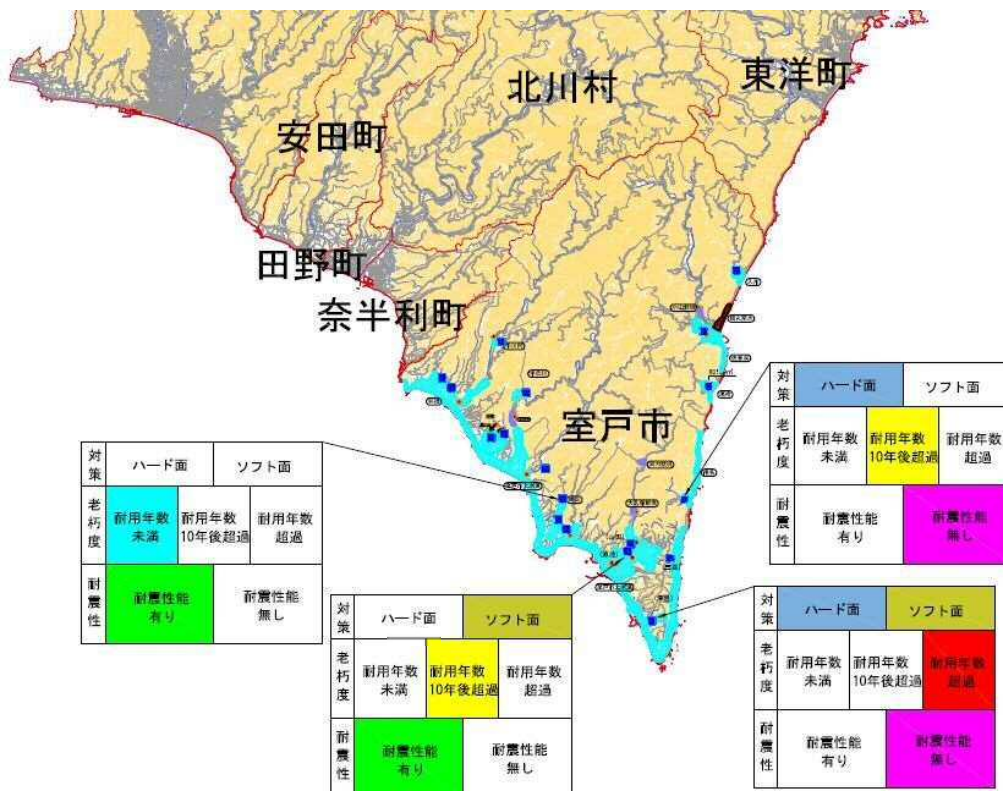 東洋町
北川村
安田町
田野町
奈半利町
室戸市
対策
ハード面
ソフト面
老朽度
耐用年数
未満
耐用年数
10年後超過
耐用年数
超過
耐震性
耐震性能
有り
耐震性能
無し
対策
ハード面
ソフト面
老朽度
耐用年数
未満
耐用年数
10年後超過
耐用年数
超過
耐震性
耐震性能
有り
耐震性能
無し
対策
ハード面
ソフト面
老朽度
耐用年数
未満
耐用年数
10年後超過
耐用年数
超過
耐震性
耐震性能
有り
耐震性能
無し
対策
ハード面
ソフト面
老朽度
耐用年数
未満
耐用年数
10年後超過
耐用年数
超過
耐震性
耐震性能
有り
耐震性能
無し